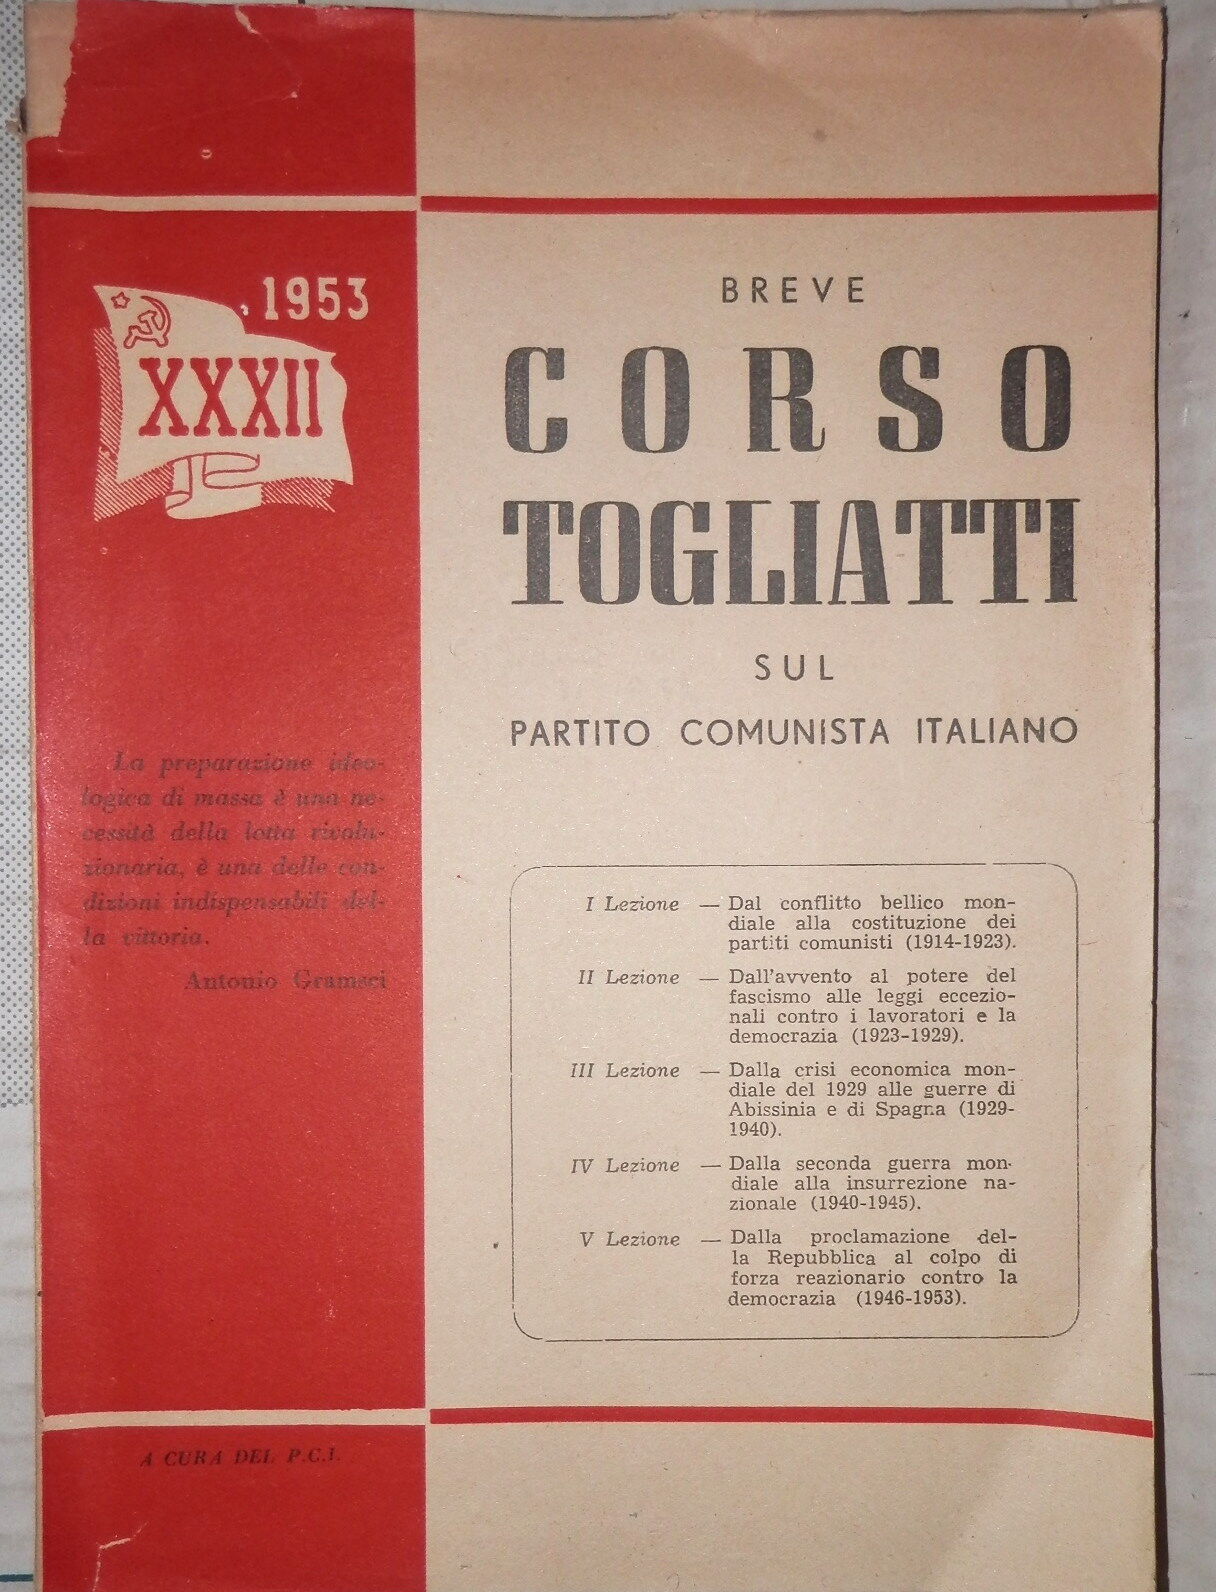 1953
XXXII
La preparazione ideo-
logica di massa è una ne-
cessità della lotta rivolu-
zionaria, è una delle con-
dizioni indispensabili del-
la vittoria.
Antonio Gramsci
A CURA DEL P.C.I.
BREVE
CORSO
TOGLIATTI
SUL
PARTITO COMUNISTA ITALIANO
I Lezione — Dal conflitto bellico mon-
diale alla costituzione dei
partiti comunisti (1914-1923).
II Lezione — Dall'avvento al potere del
fascismo alle leggi eccezio-
nali contro i lavoratori e la
democrazia (1923-1929).
III Lezione — Dalla crisi economica mon-
diale del 1929 alle guerre di
Abissinia e di Spagna (1929-
1940).
IV Lezione — Dalla seconda guerra mon-
diale alla insurrezione na-
zionale (1940-1945).
V Lezione — Dalla proclamazione del-
la Repubblica al colpo di
forza reazionario contro la
democrazia (1946-1953).